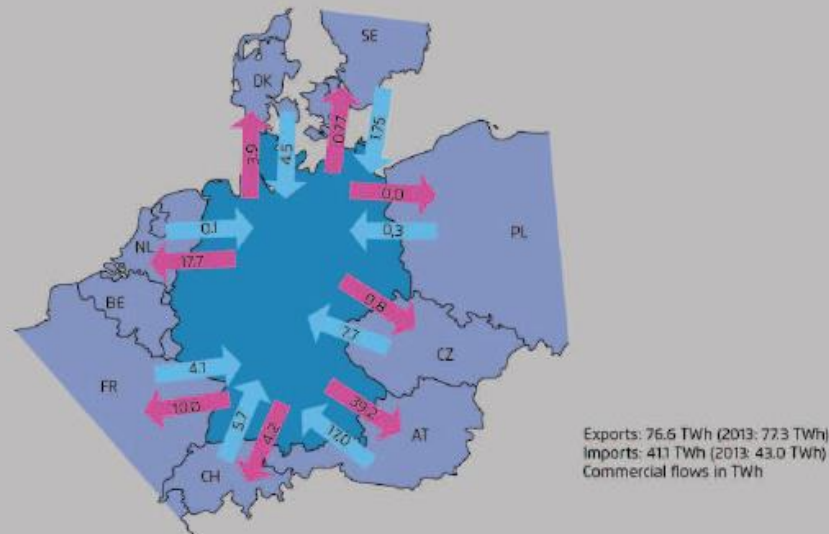 SE
DK
3.9
4.5
0.77
1.75
0,0
0,3
PL
0.1
NL
17.7
BE
0.8
7.7
CZ
4.1
FR
10.0
5.7
4.2
39.2
17.0
AT
CH
Exports: 76.6 TWh (2013: 77.3 TWh)
Imports: 41.1 TWh (2013: 43.0 TWh)
Commercial flows in TWh